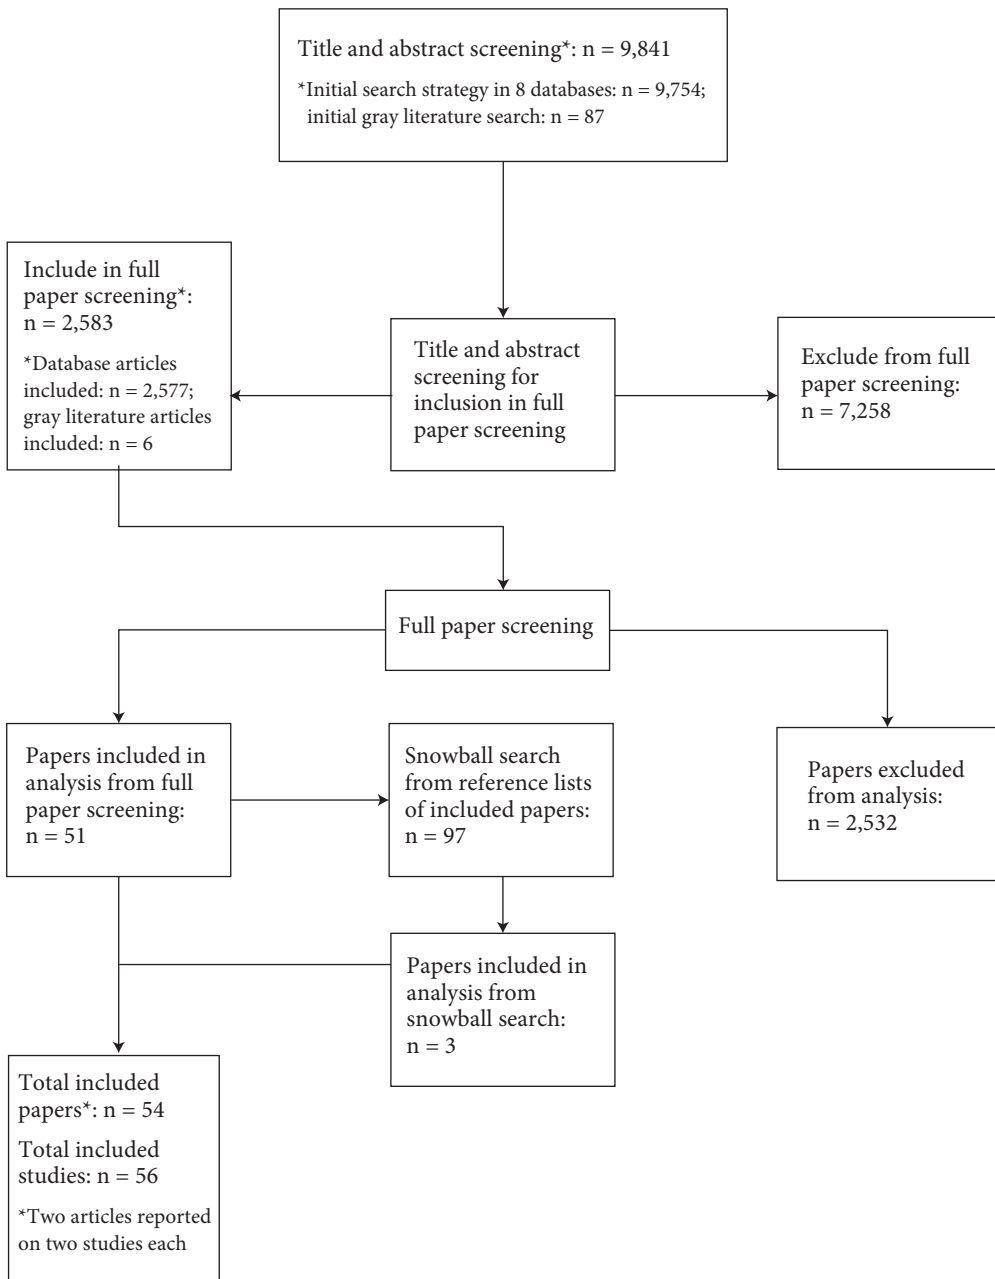 Title and abstract screening*: n = 9,841
*Initial search strategy in 8 databases: n = 9,754;
initial gray literature search: n = 87
Include in full
paper screening*:
n = 2,583
*Database articles
included: n = 2,577;
gray literature articles
included: n = 6
Title and abstract
screening for
inclusion in full
paper screening
Exclude from full
paper screening:
n = 7,258
Full paper screening
Papers included in
analysis from full
paper screening:
n = 51
Snowball search
from reference lists
of included papers:
n = 97
Papers excluded
from analysis:
n = 2,532
Papers included in
analysis from
snowball search:
n = 3
Total included
papers*: n = 54
Total included
studies: n = 56
*Two articles reported
on two studies each